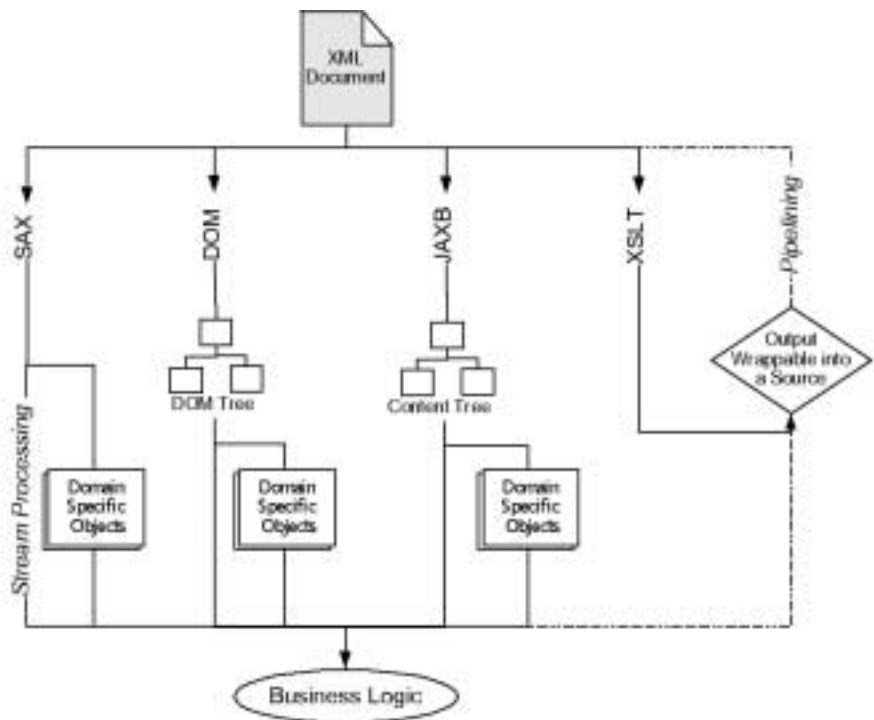 XML
Document
SAX
DOM
JAXB
XSLT
Pipelining
Output
Wrappable into
a Source
DOM Tree
Content Tree
Stream Processing
Domain
Specific
Objects
Domain
Specific
Objects
Domain
Specific
Objects
Business Logic